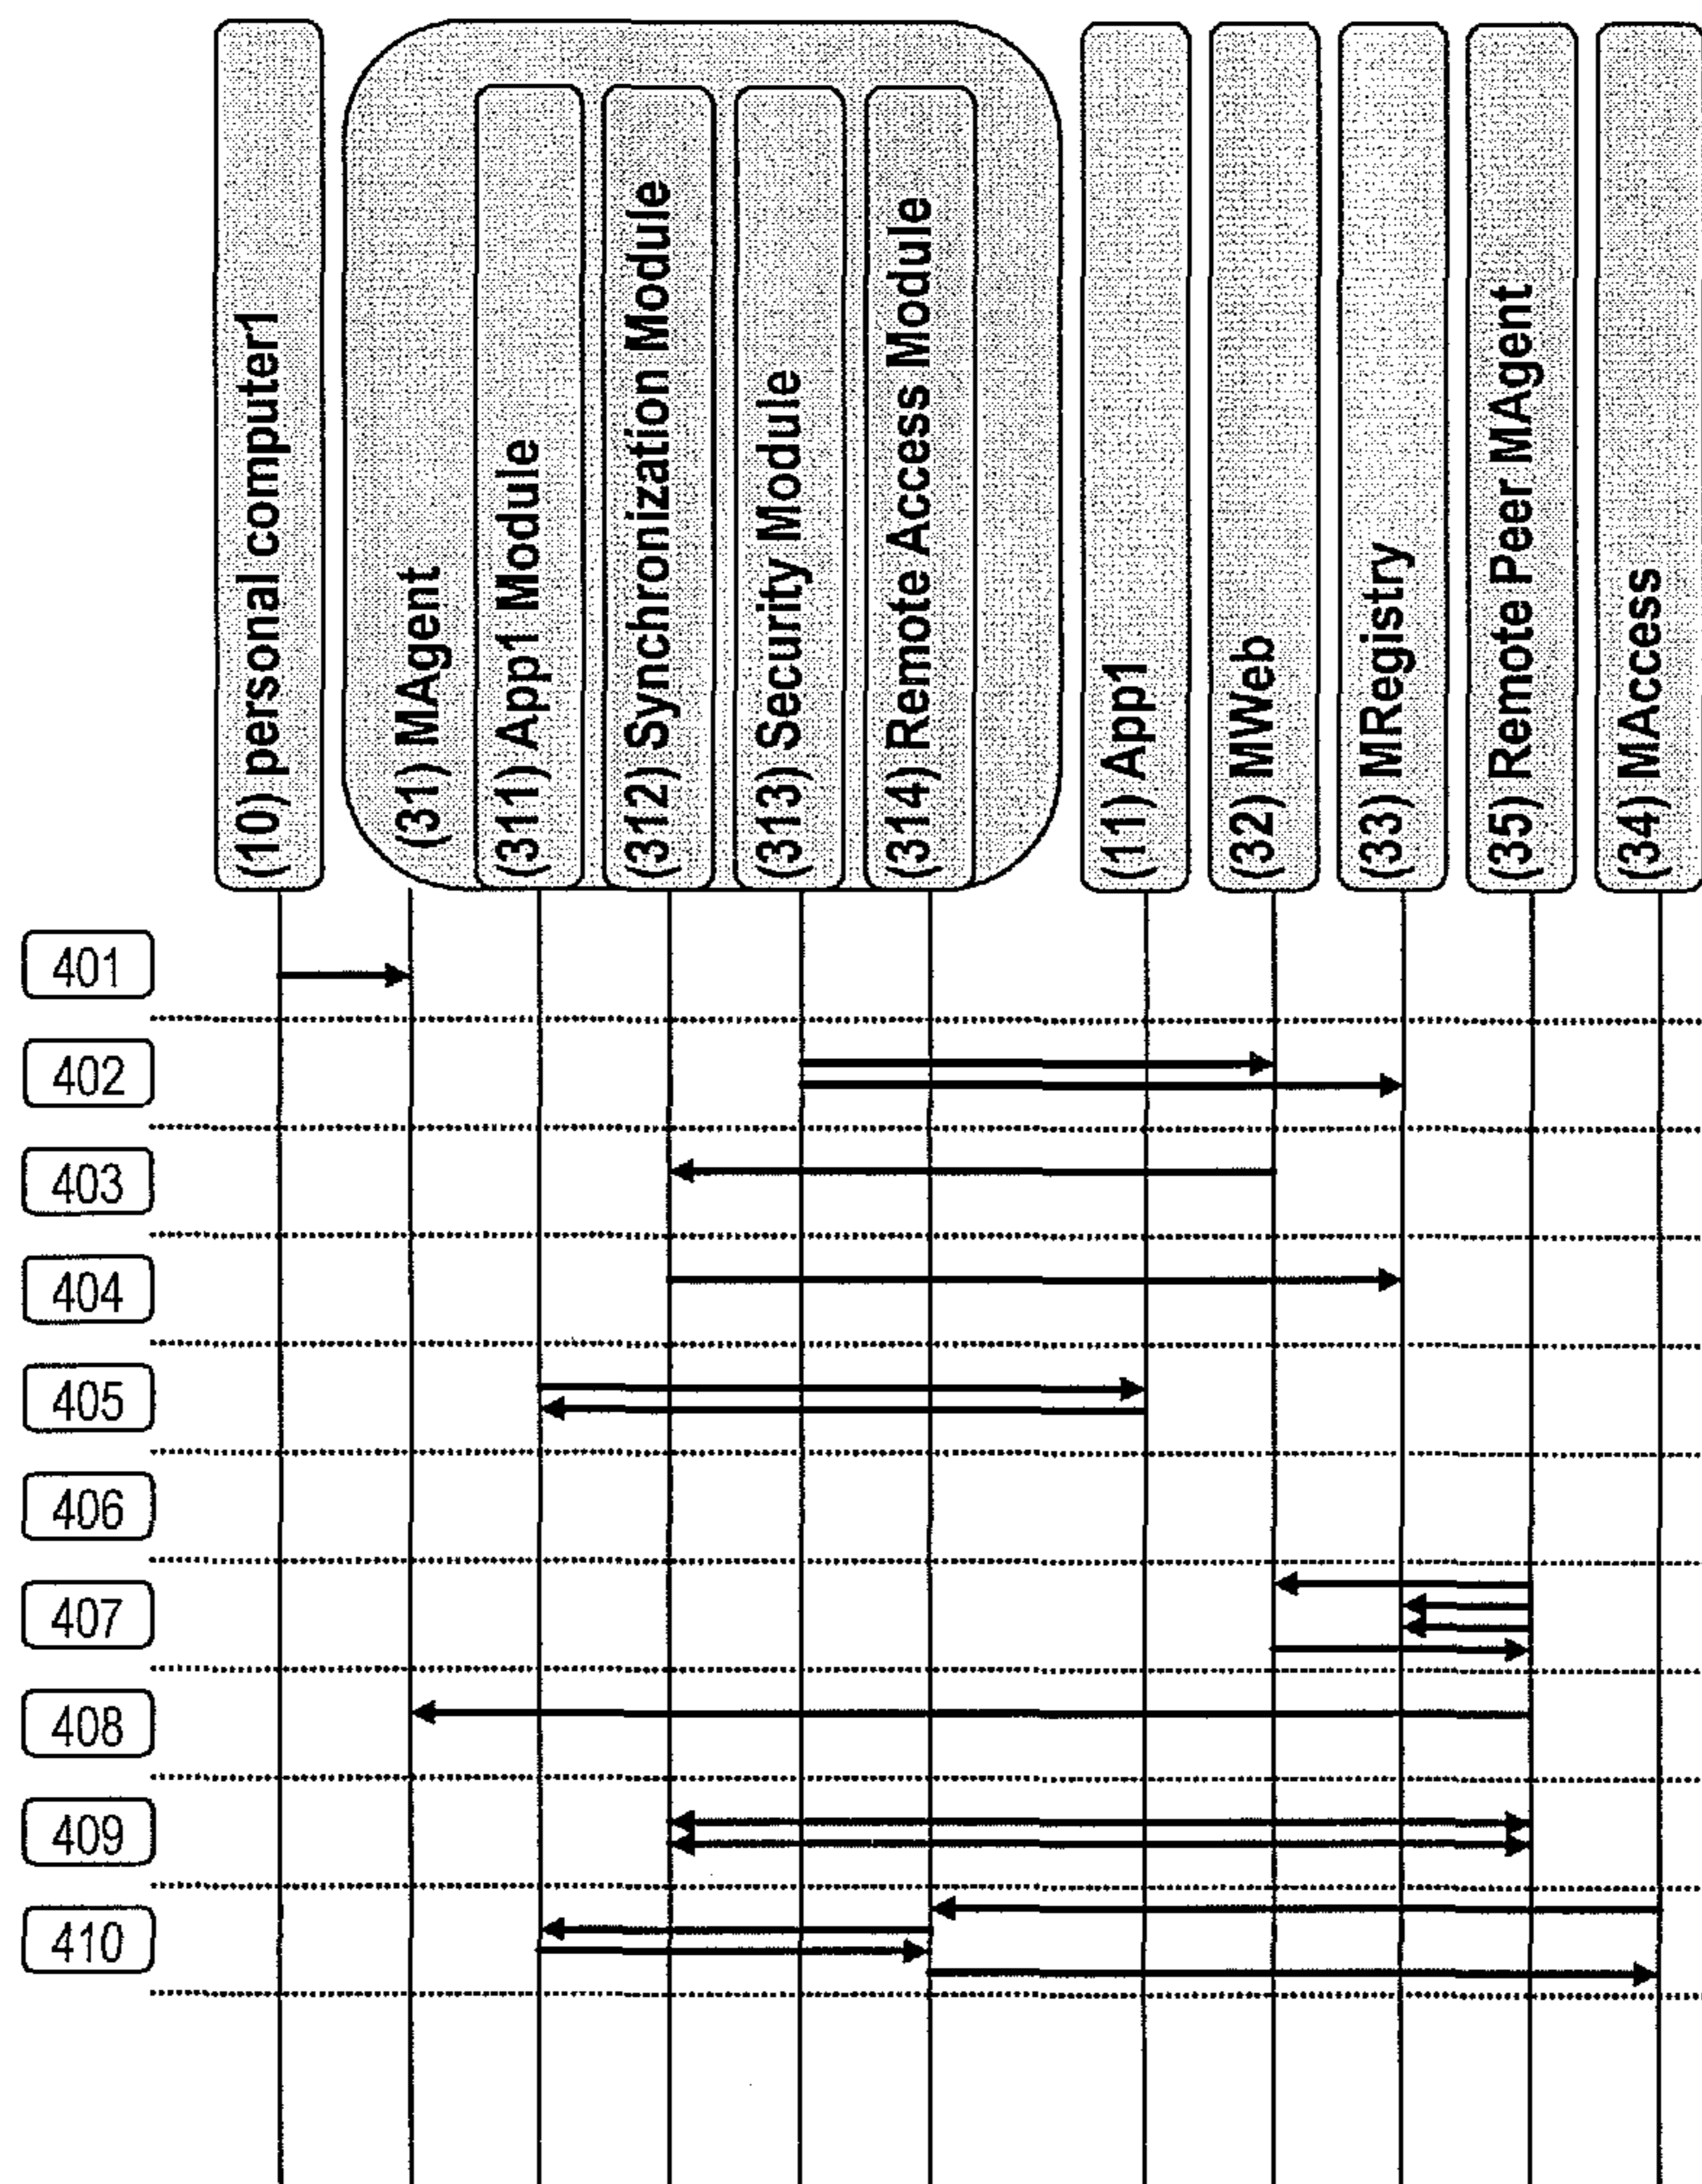 (10) personal computer1
(31) MAgent
(311) App1 Module
(312) Synchronization Module
(313) Security Module
(314) Remote Access Module
(11) App1
(32) MWeb
(33) MRegistry
(35) Remote Peer MAgent
(34) MAccess
401
402
403
404
405
406
407
408
409
410